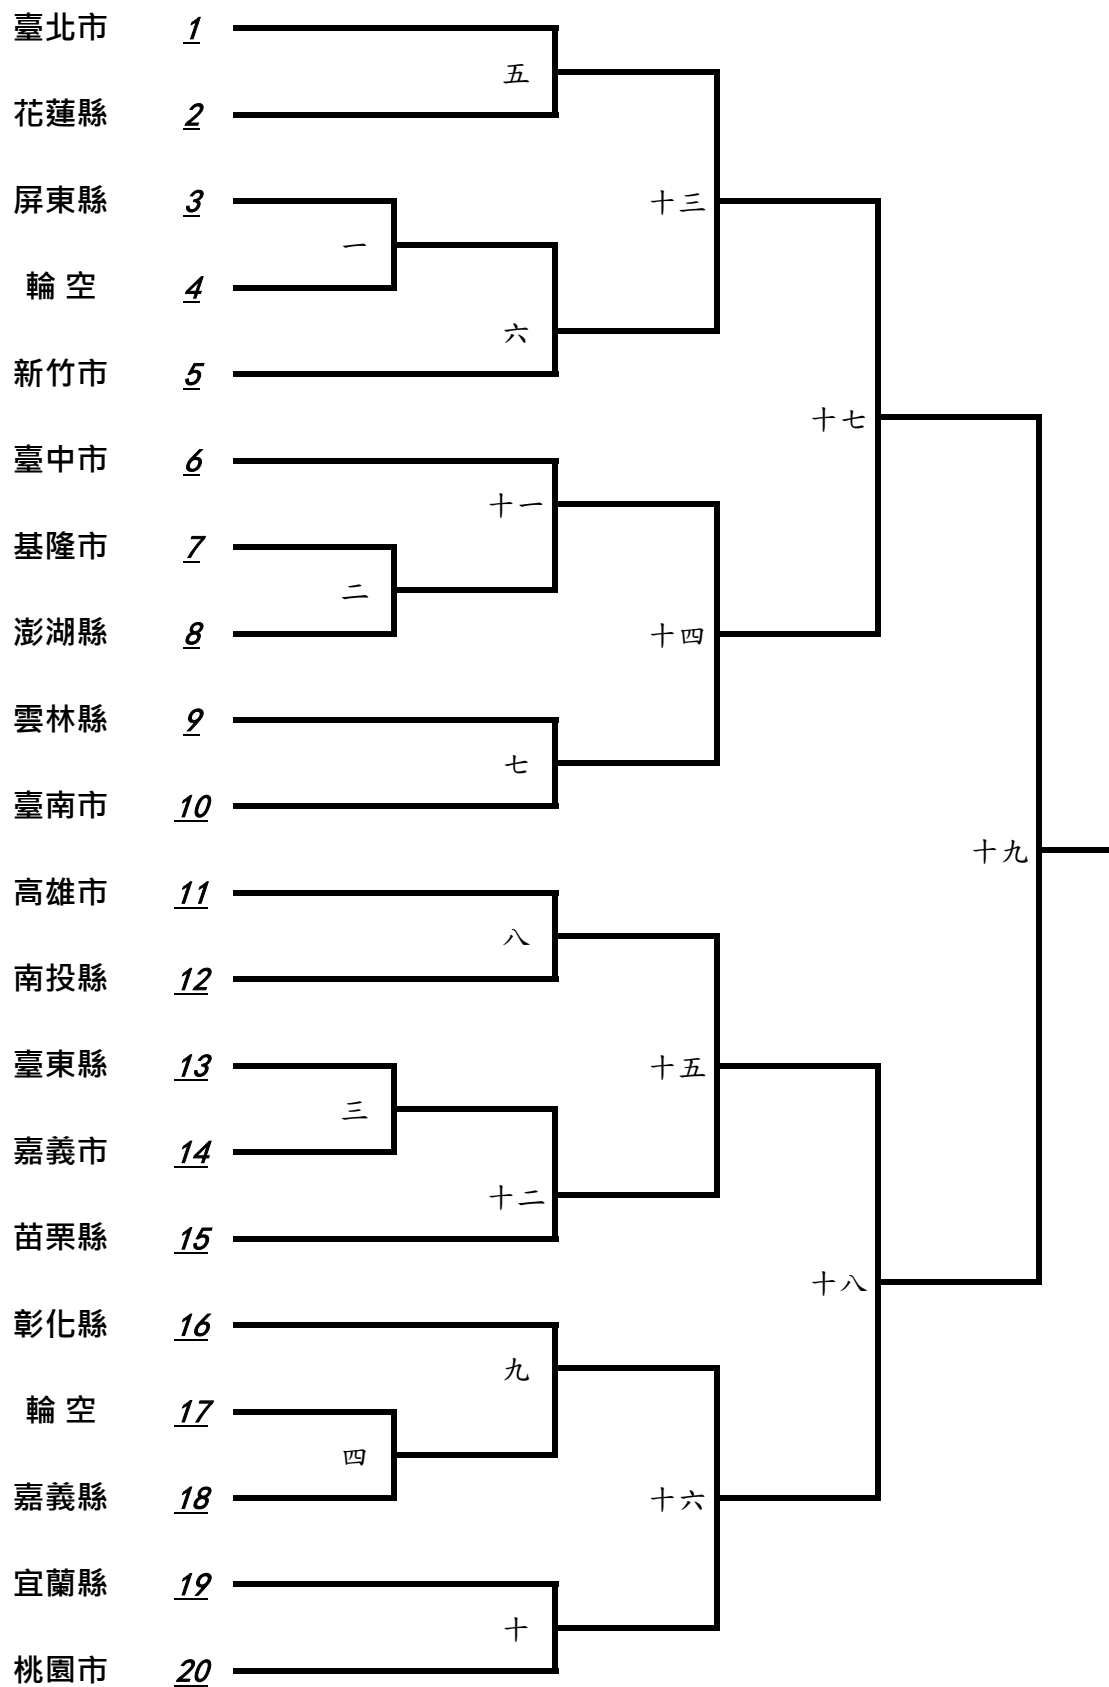 臺北市 1
五
花蓮縣 2
屏東縣 3
十三
一
輪空 4
六
新竹市 5
十七
臺中市 6
十一
基隆市 7
二
澎湖縣 8
十四
雲林縣 9
七
臺南市 10
十九
高雄市 11
八
南投縣 12
臺東縣 13
十五
三
嘉義市 14
十二
苗栗縣 15
十八
彰化縣 16
九
輪空 17
四
嘉義縣 18
十六
宜蘭縣 19
十
桃園市 20